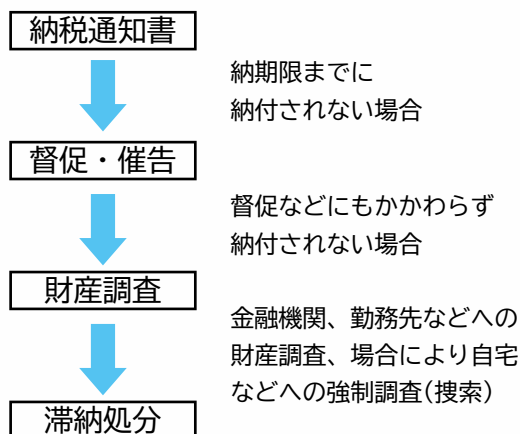 納税通知書
納期限までに
納付されない場合
督促・催告
督促などにもかかわらず
納付されない場合
財産調査
金融機関、勤務先などへの
財産調査、場合により自宅
などへの強制調査(捜索)
滞納処分